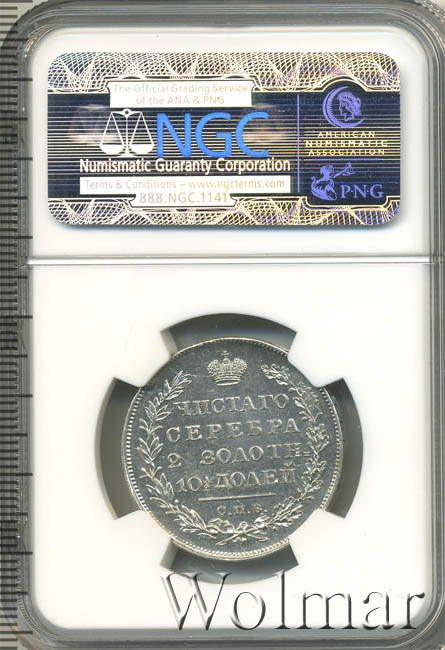 The Official Grading Service
of the ANA & PNG
NGC
Numismatic Guaranty Corporation
Terms & Conditions – www.ngcterms.com
888.NGC.1141
AMERICAN
NUMISMATIC
ASSOCIATION
PNG
ЧИСТАГО
СЕРЕБРА
2 ЗОЛОТН.
10½ ДОЛЕЙ
С.П.Б.
Wolmar